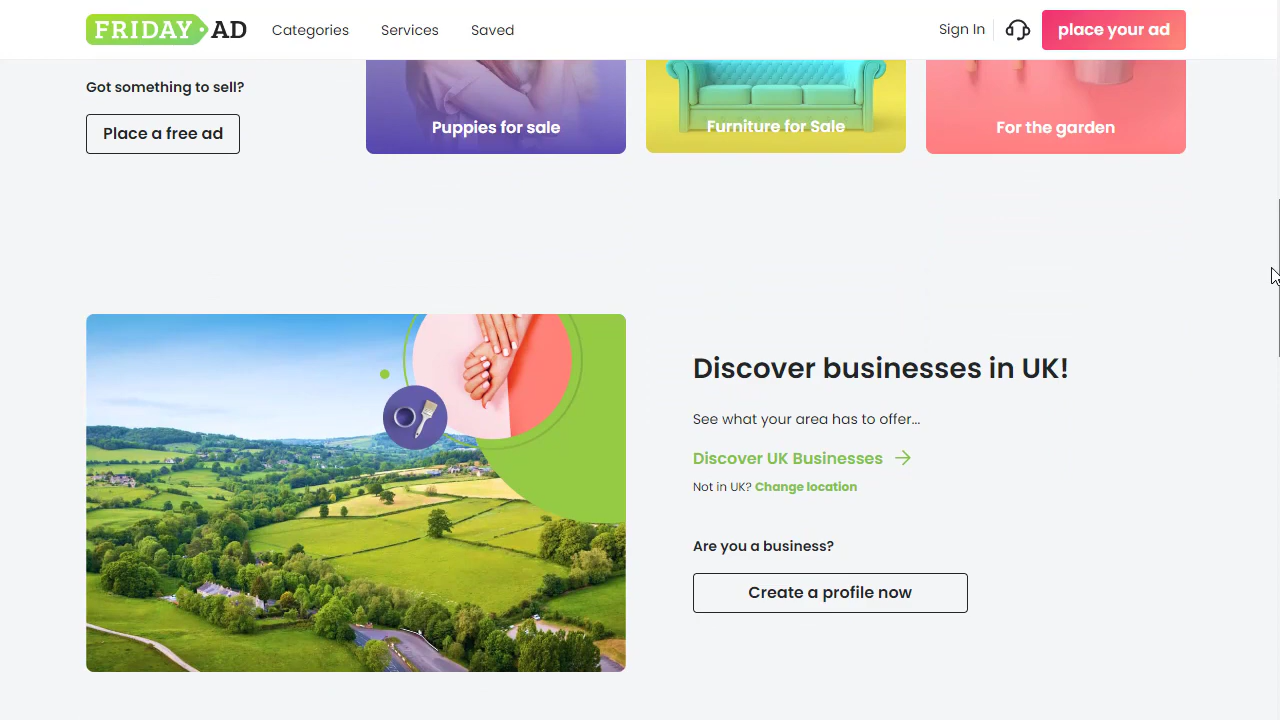 FRIDAY AD
Categories
Services
Saved
Sign In
place your ad
Got something to sell?
Place a free ad
Puppies for sale
Furniture for Sale
For the garden
Discover businesses in UK!
See what your area has to offer...
Discover UK Businesses
Not in UK? Change location
Are you a business?
Create a profile now